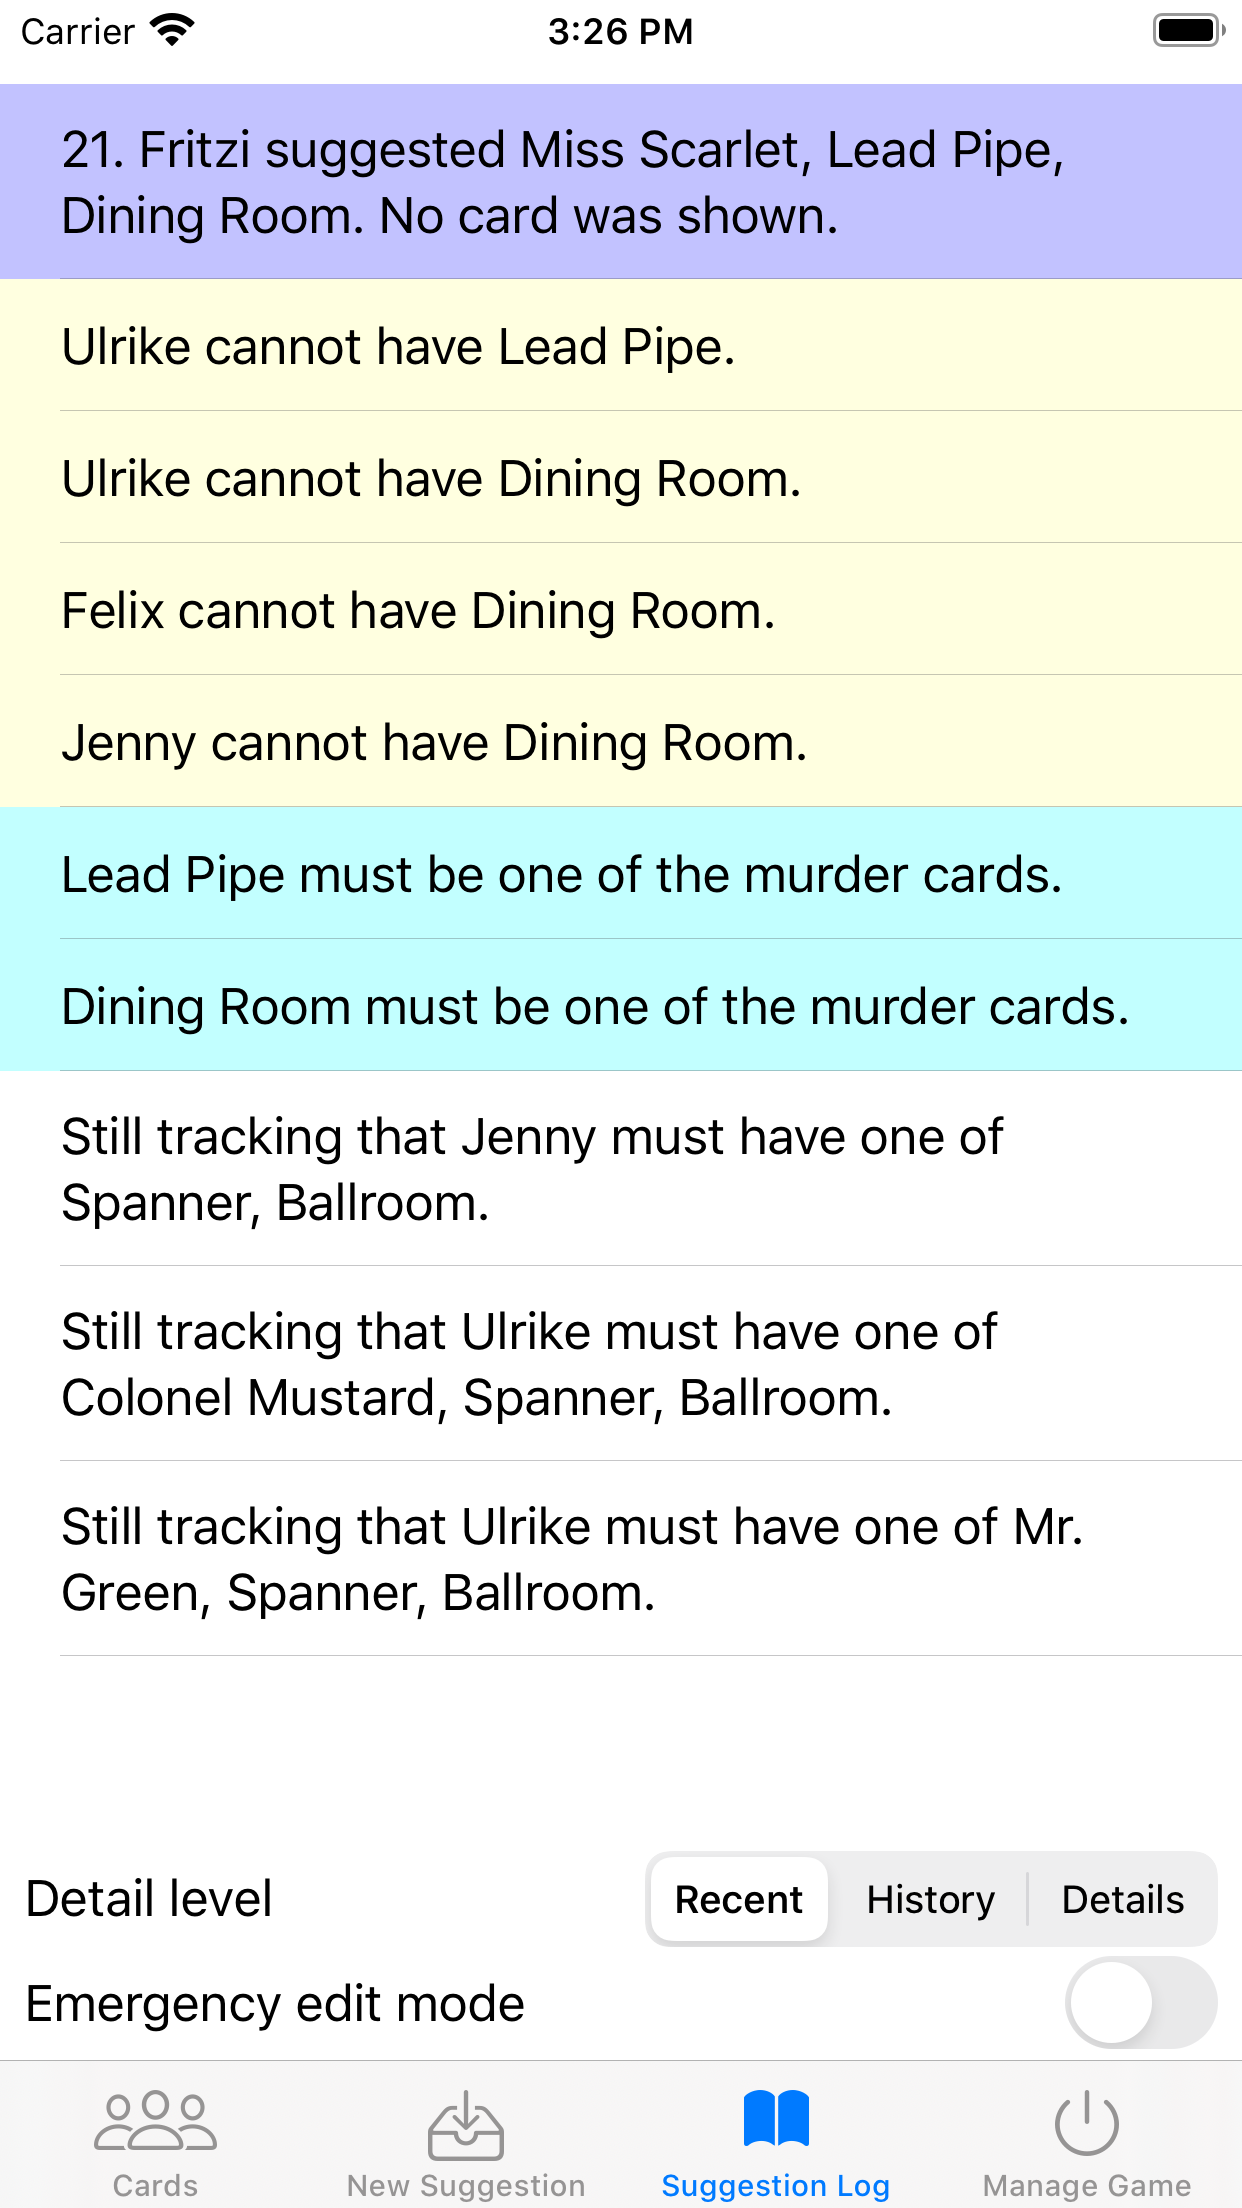 Carrier 3:26 PM
21. Fritzi suggested Miss Scarlet, Lead Pipe,
Dining Room. No card was shown.
Ulrike cannot have Lead Pipe.
Ulrike cannot have Dining Room.
Felix cannot have Dining Room.
Jenny cannot have Dining Room.
Lead Pipe must be one of the murder cards.
Dining Room must be one of the murder cards.
Still tracking that Jenny must have one of
Spanner, Ballroom.
Still tracking that Ulrike must have one of
Colonel Mustard, Spanner, Ballroom.
Still tracking that Ulrike must have one of Mr.
Green, Spanner, Ballroom.
Detail level Recent History Details
Emergency edit mode
Cards New Suggestion Suggestion Log Manage Game